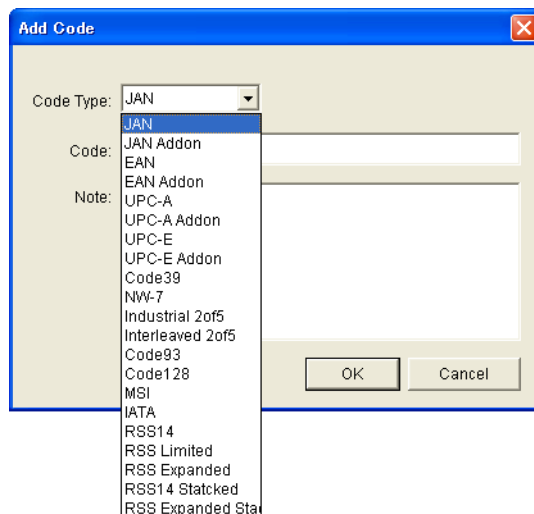 Add Code
Code Type: JAN
JAN
JAN Addon
Code:
EAN
EAN Addon
Note:
UPC-A
UPC-A Addon
UPC-E
UPC-E Addon
Code39
NW-7
Industrial 2of5
Interleaved 2of5
Code93
Code128
OK Cancel
MSI
IATA
RSS14
RSS Limited
RSS Expanded
RSS14 Statcked
RSS Expanded